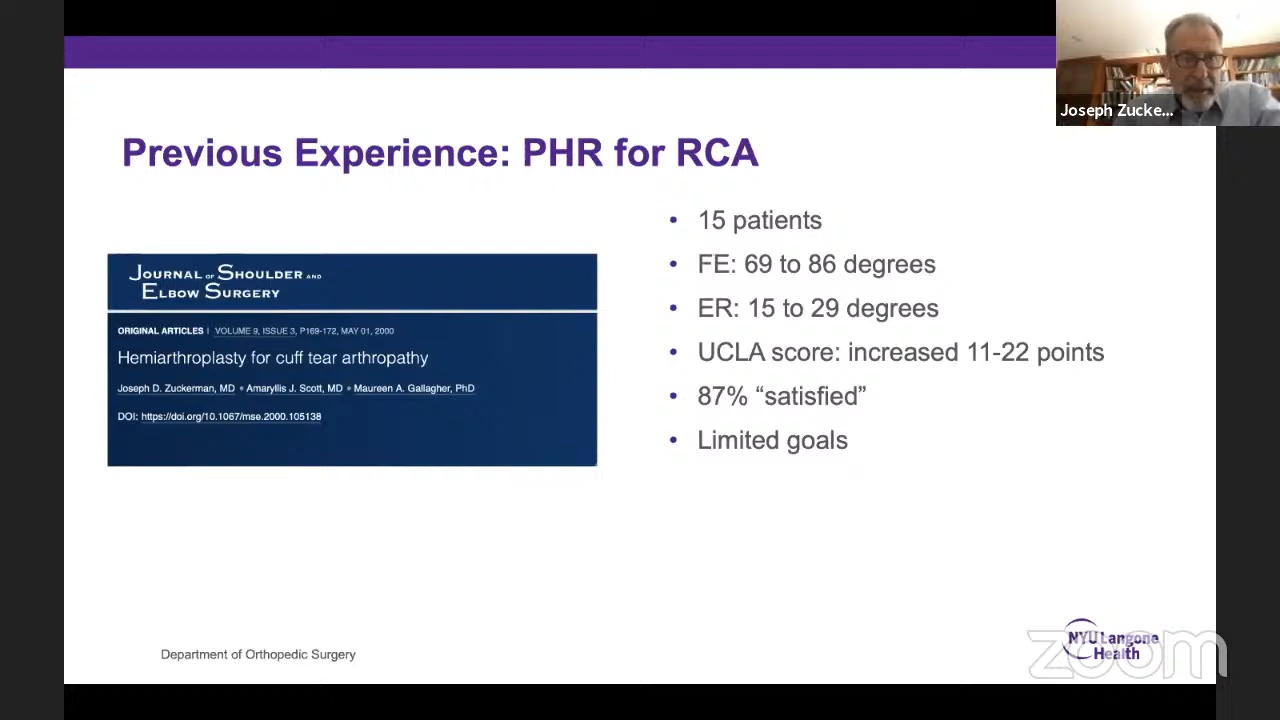 Joseph Zucke...
Previous Experience: PHR for RCA
JOURNAL OF SHOULDER AND
ELBOW SURGERY
ORIGINAL ARTICLES | VOLUME 9, ISSUE 3, P169-172, MAY 01, 2000
Hemiarthroplasty for cuff tear arthropathy
Joseph D. Zuckerman, MD • Amaryllis J. Scott, MD • Maureen A. Gallagher, PhD
DOI: https://doi.org/10.1067/mse.2000.105138
• 15 patients
• FE: 69 to 86 degrees
• ER: 15 to 29 degrees
• UCLA score: increased 11-22 points
• 87% “satisfied”
• Limited goals
Department of Orthopedic Surgery
NYU Langone
Health
zoom